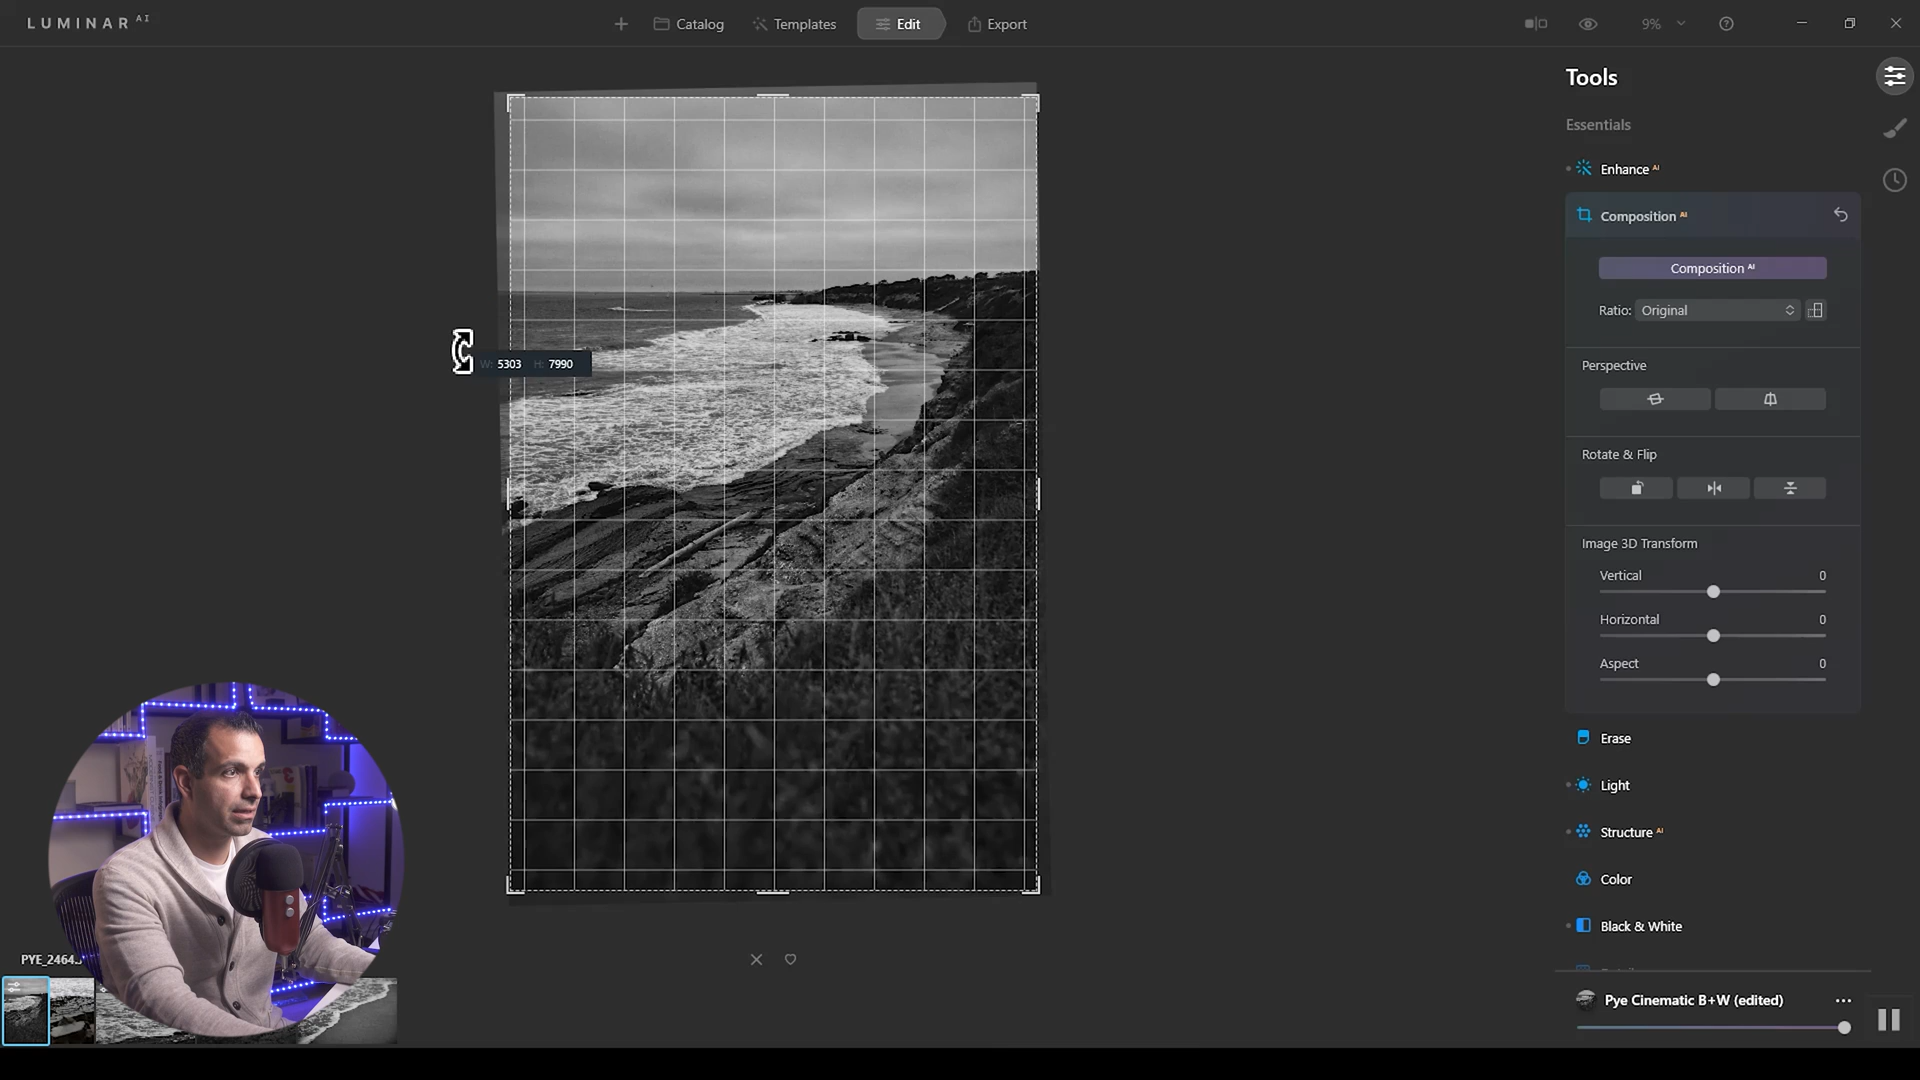 LUMINAR AI
Catalog
Templates
Edit
Export
9%
Tools
Essentials
Enhance AI
Composition AI
Composition AI
Ratio: Original
Perspective
W: 5303 H: 7990
Rotate & Flip
Image 3D Transform
Vertical 0
Horizontal 0
Aspect 0
Erase
Light
Structure AI
Color
Black & White
PYE_2464.
Pye Cinematic B+W (edited)